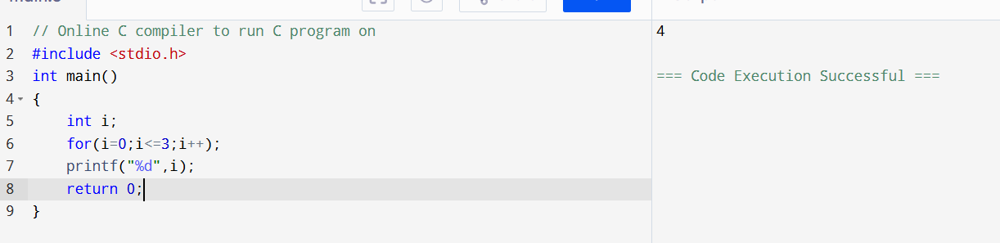 1 // Online C compiler to run C program on
2 #include <stdio.h>
3 int main()
4 {
5 int i;
6 for(i=0;i<=3;i++);
7 printf("%d",i);
8 return 0;
9 }
4
=== Code Execution Successful ===